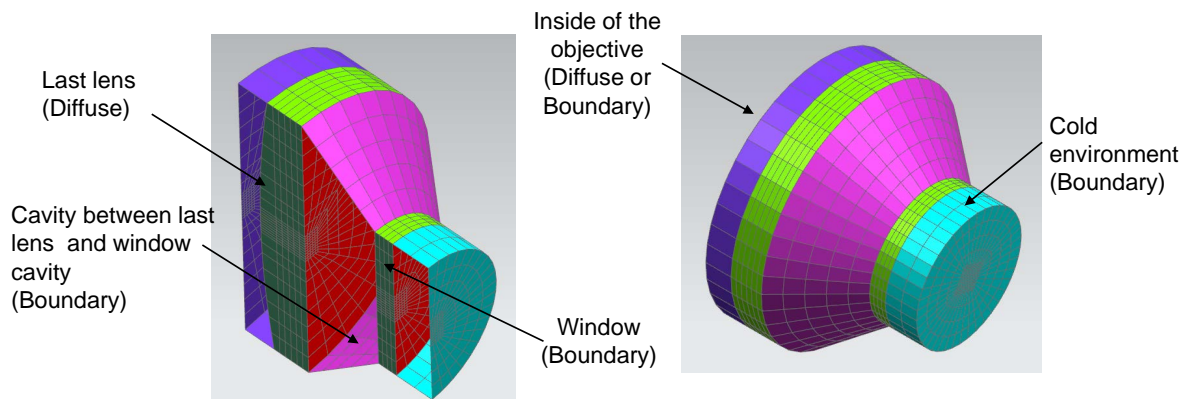 Inside of the
objective
(Diffuse or
Boundary)
Last lens
(Diffuse)
Cold
environment
(Boundary)
Cavity between last
lens and window
cavity
(Boundary)
Window
(Boundary)